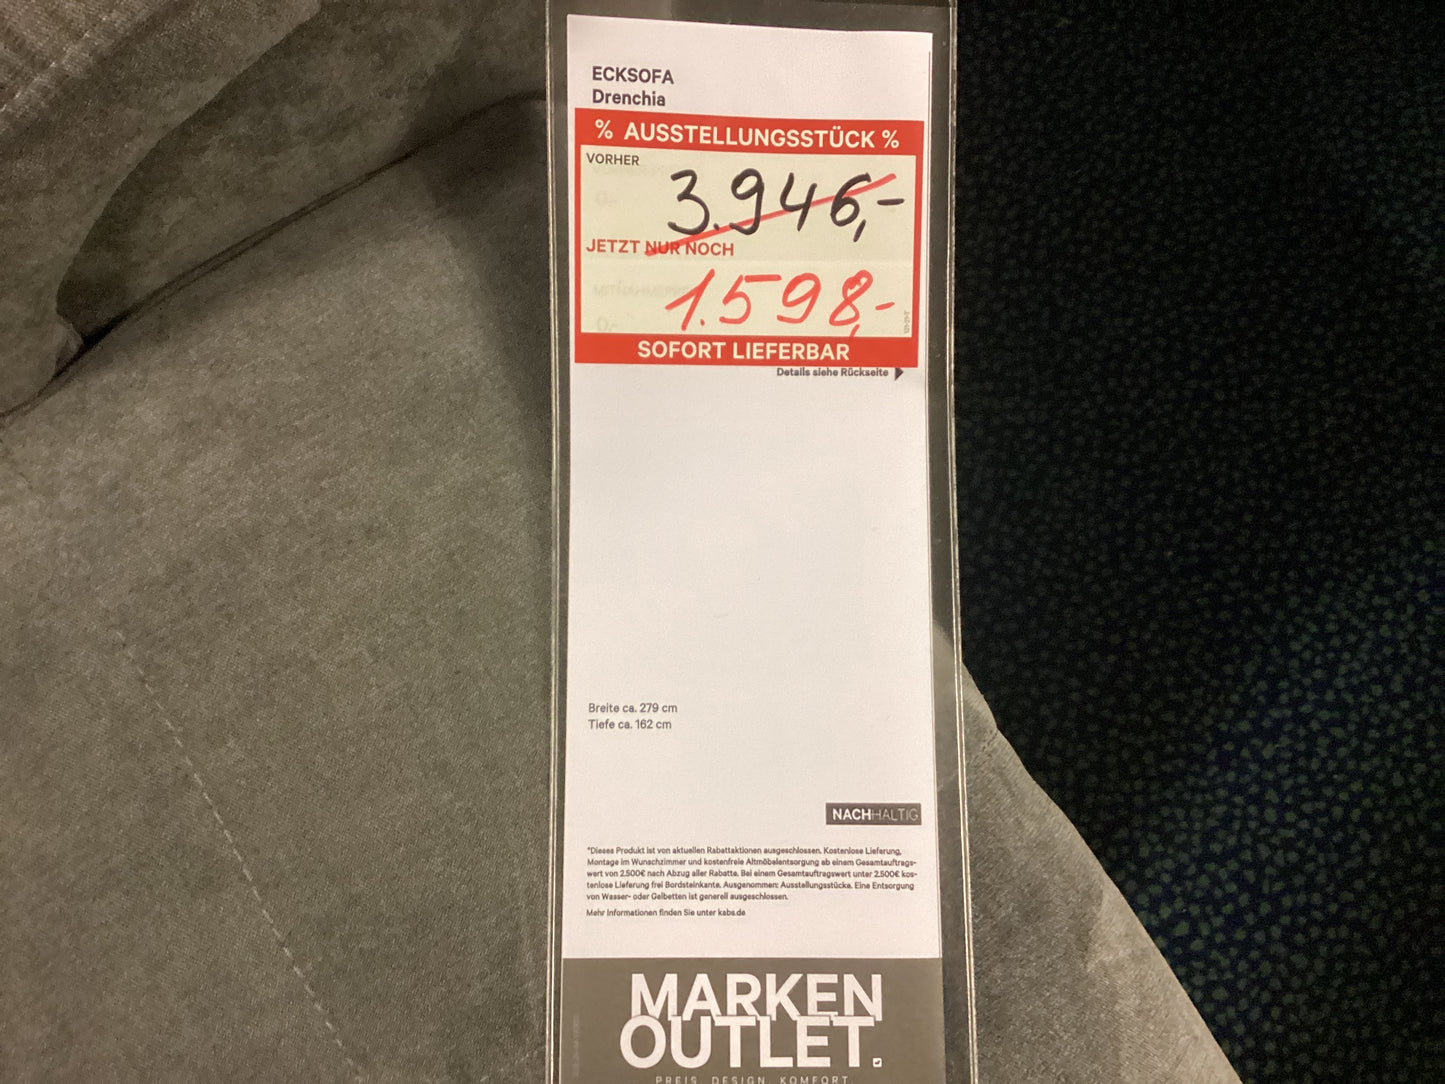 ECKSOFA
Drenchia
% AUSSTELLUNGSSTÜCK %
VORHER
3.946,-
JETZT NUR NOCH
1.598,-
SOFORT LIEFERBAR
Details siehe Rückseite
Breite ca. 279 cm
Tiefe ca. 162 cm
NACHHALTIG
*Dieses Produkt ist von aktuellen Rabattaktionen ausgeschlossen. Kostenlose Lieferung,
Montage im Wunschzimmer und kostenfreie Altmöbelentsorgung ab einem Gesamtauftrags-
wert von 2.500€ nach Abzug aller Rabatte. Bei einem Gesamtauftragswert unter 2.500€ kos-
tenlose Lieferung frei Bordsteinkante. Ausgenommen: Ausstellungsstücke. Eine Entsorgung
von Wasser- oder Gelbetten ist generell ausgeschlossen.
Mehr Informationen finden Sie unter kabs.de
MARKEN
OUTLET.
PREIS. DESIGN. KOMFORT.